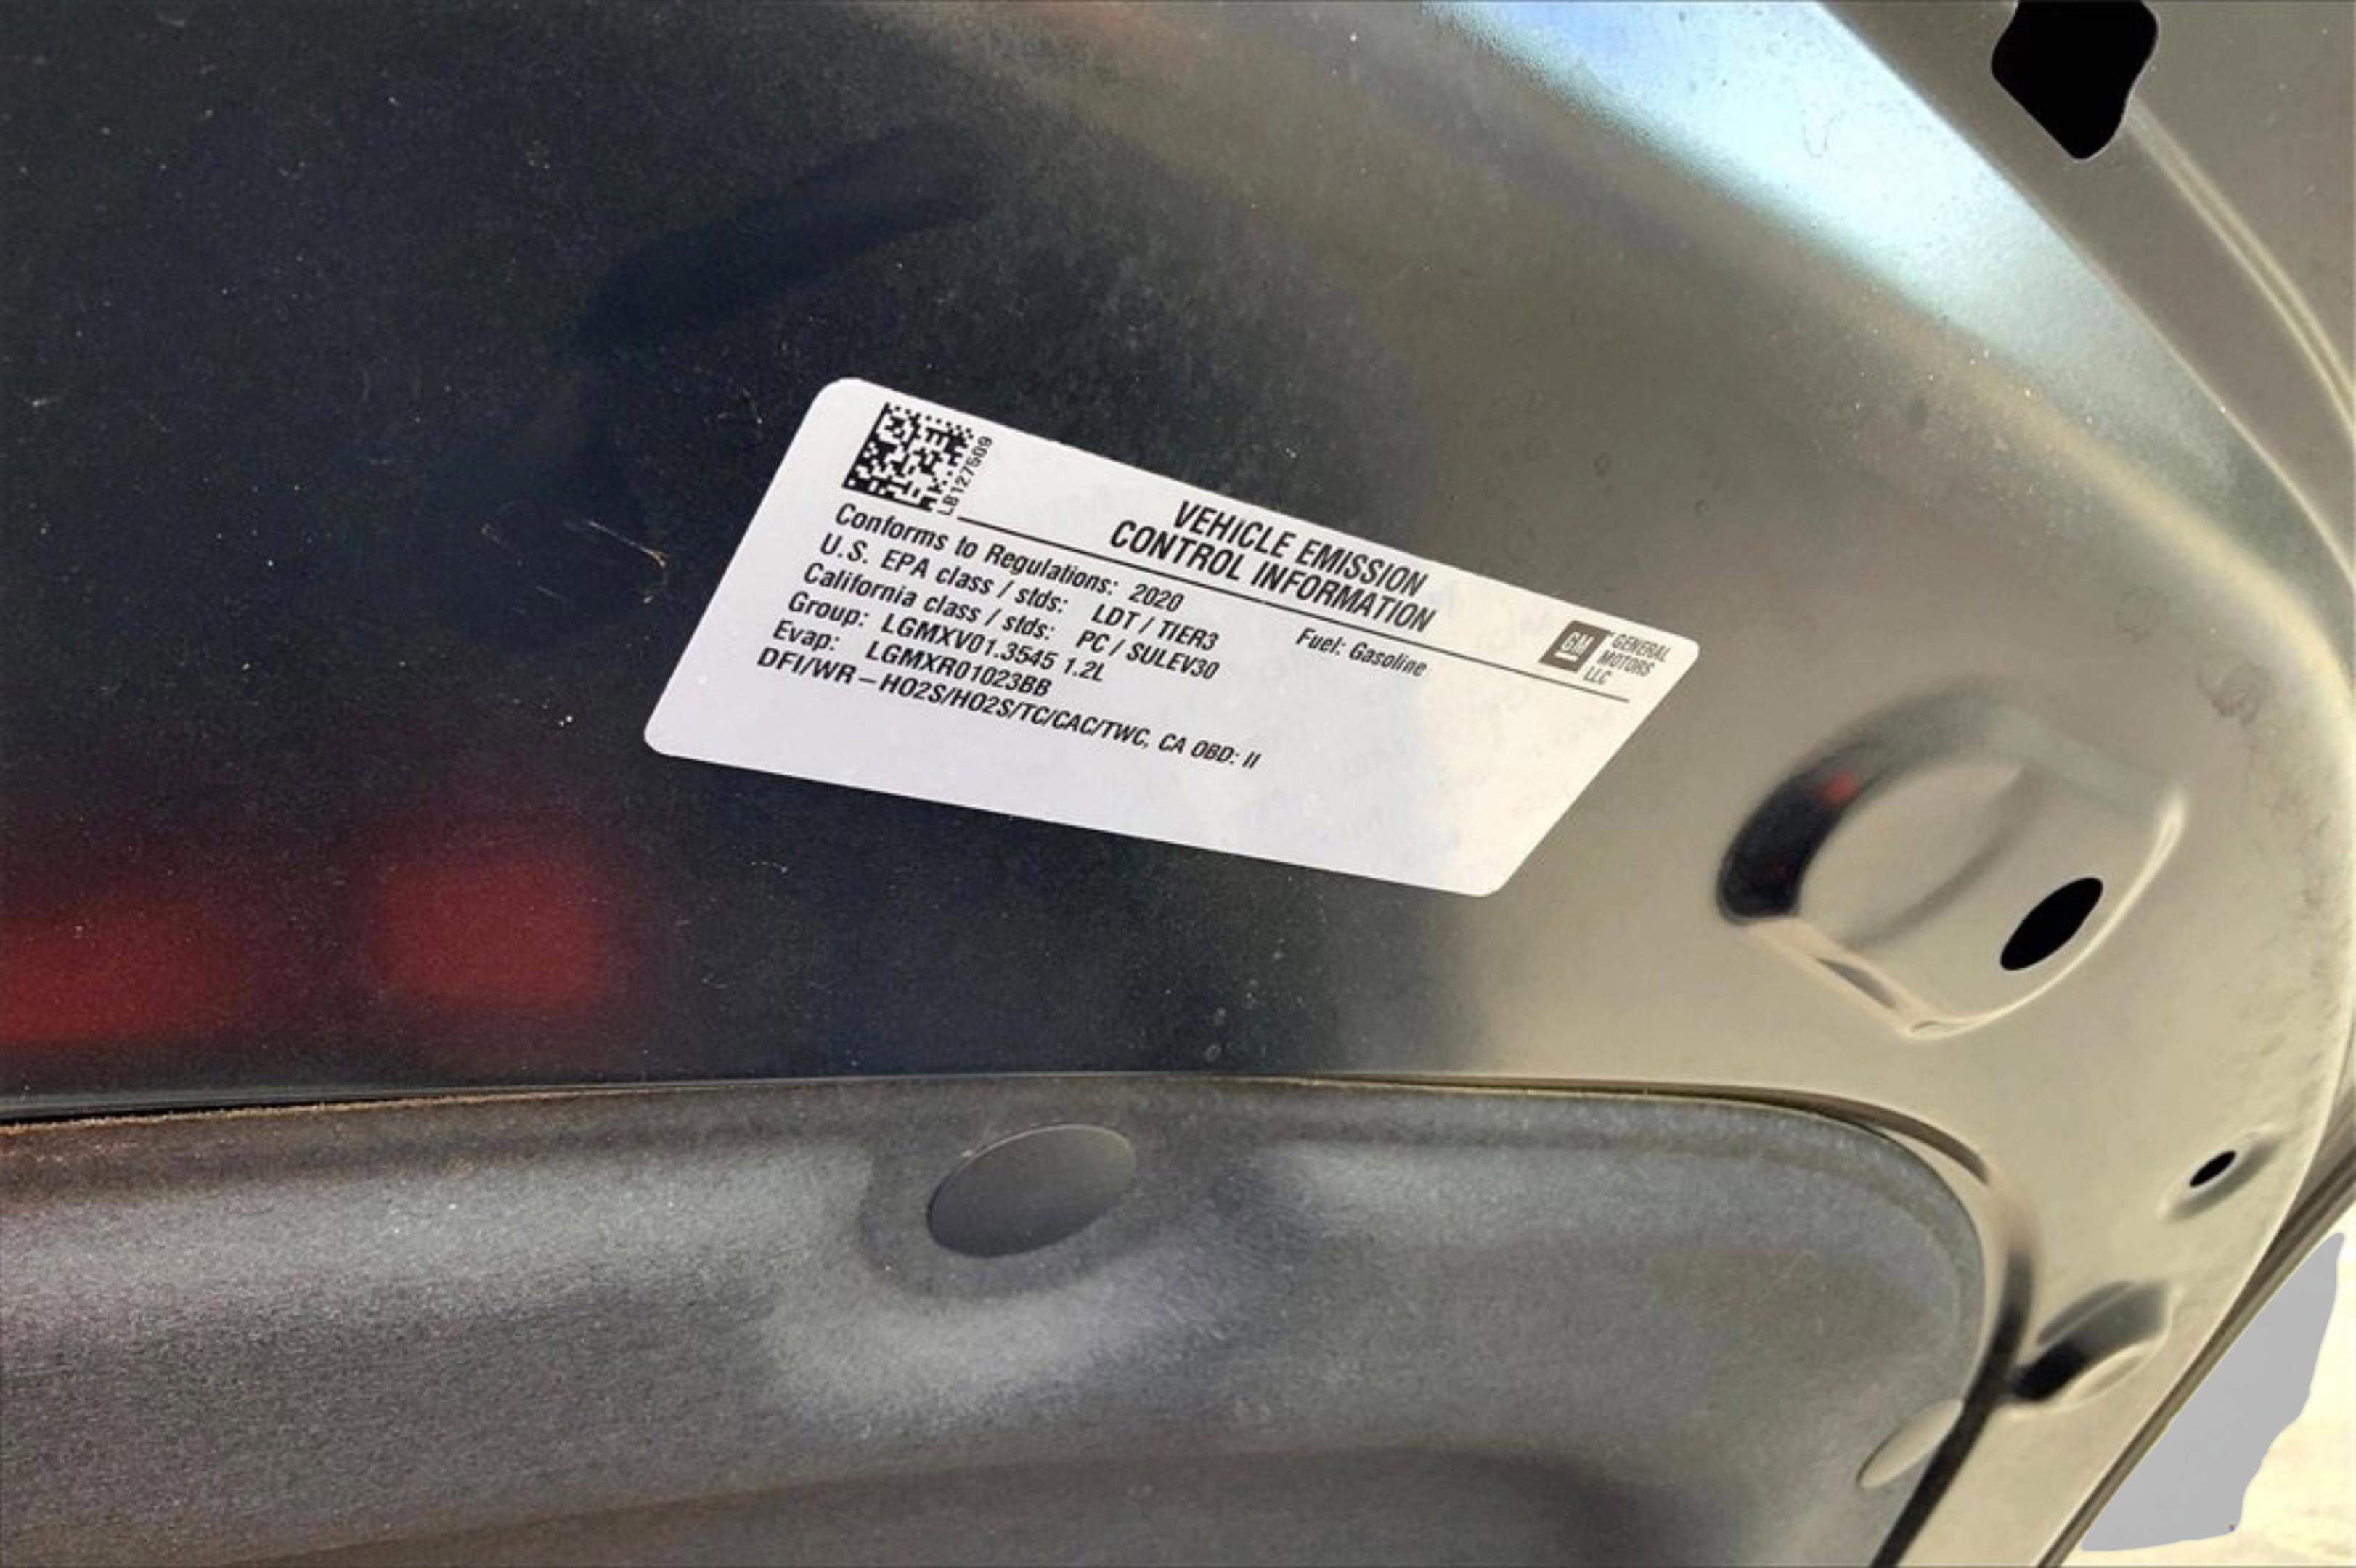 LB127509
VEHICLE EMISSION
CONTROL INFORMATION
GM
GENERAL
MOTORS
LLC
Conforms to Regulations: 2020 Fuel: Gasoline
U.S. EPA class / stds: LDT / TIER3
California class / stds: PC / SULEV30
Group: LGMXV01.3545 1.2L
Evap: LGMXR01023BB
DFI/WR–HO2S/HO2S/TC/CAC/TWC, CA OBD: II